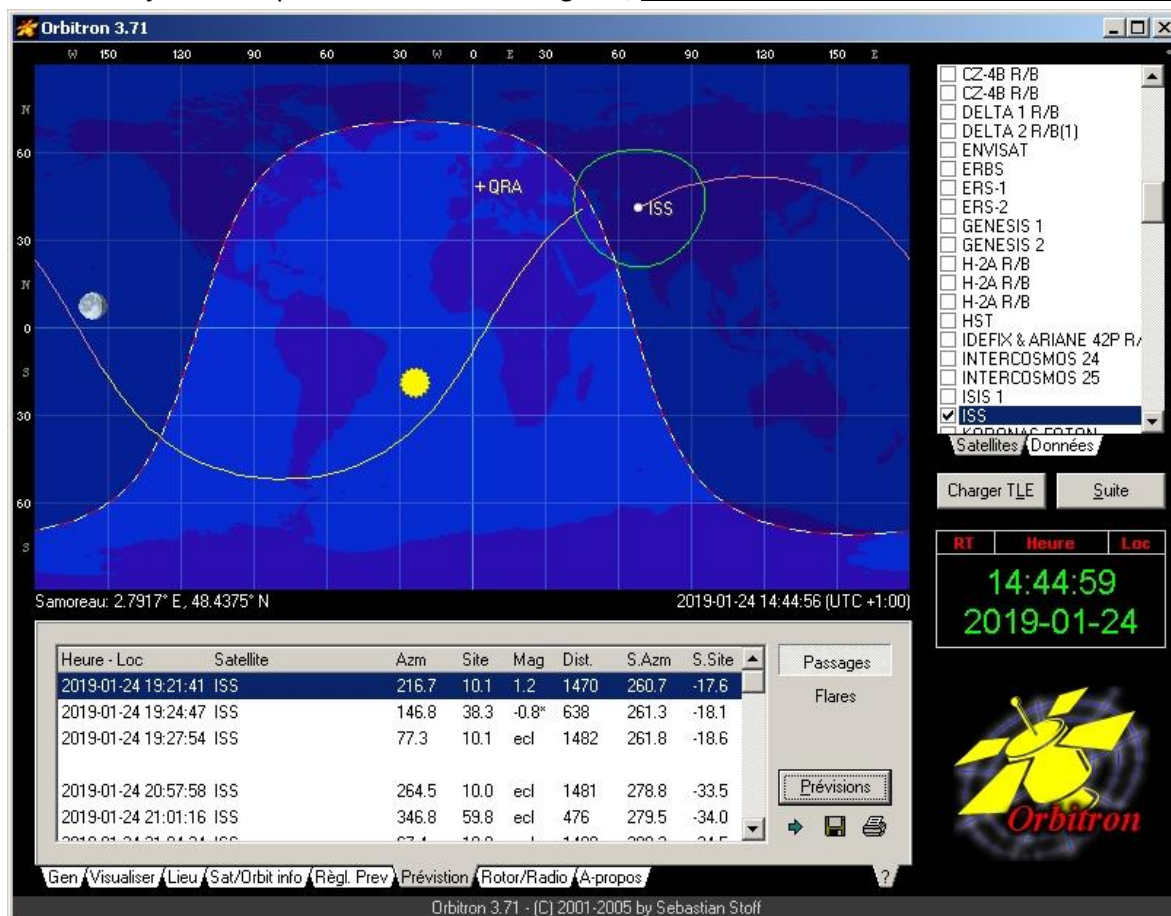 Orbitron 3.71
W 150 120 90 60 30 W 0 E 30 60 90 120 150 E
N
60
30
N
0
S
30
60
S
+QRA
ISS
Samoreau: 2.7917° E, 48.4375° N 2019-01-24 14:44:56 (UTC +1:00)
CZ-4B R/B
CZ-4B R/B
DELTA 1 R/B
DELTA 2 R/B(1)
ENVISAT
ERBS
ERS-1
ERS-2
GENESIS 1
GENESIS 2
H-2A R/B
H-2A R/B
H-2A R/B
HST
IDEFIX & ARIANE 42P R/
INTERCOSMOS 24
INTERCOSMOS 25
ISIS 1
ISS
KORONAS-FOTON
Satellites Données
Charger TLE Suite
RT Heure Loc
14:44:59
2019-01-24
Heure - Loc Satellite Azm Site Mag Dist. S.Azm S.Site
2019-01-24 19:21:41 ISS 216.7 10.1 1.2 1470 260.7 -17.6
2019-01-24 19:24:47 ISS 146.8 38.3 -0.8* 638 261.3 -18.1
2019-01-24 19:27:54 ISS 77.3 10.1 ecl 1482 261.8 -18.6
2019-01-24 20:57:58 ISS 264.5 10.0 ecl 1481 278.8 -33.5
2019-01-24 21:01:16 ISS 346.8 59.8 ecl 476 279.5 -34.0
Passages
Flares
Prévisions
Orbitron
Gen Visualiser Lieu Sat/Orbit info Règl. Prev Prévistion Rotor/Radio A-propos ?
Orbitron 3.71 - (C) 2001-2005 by Sebastian Stoff